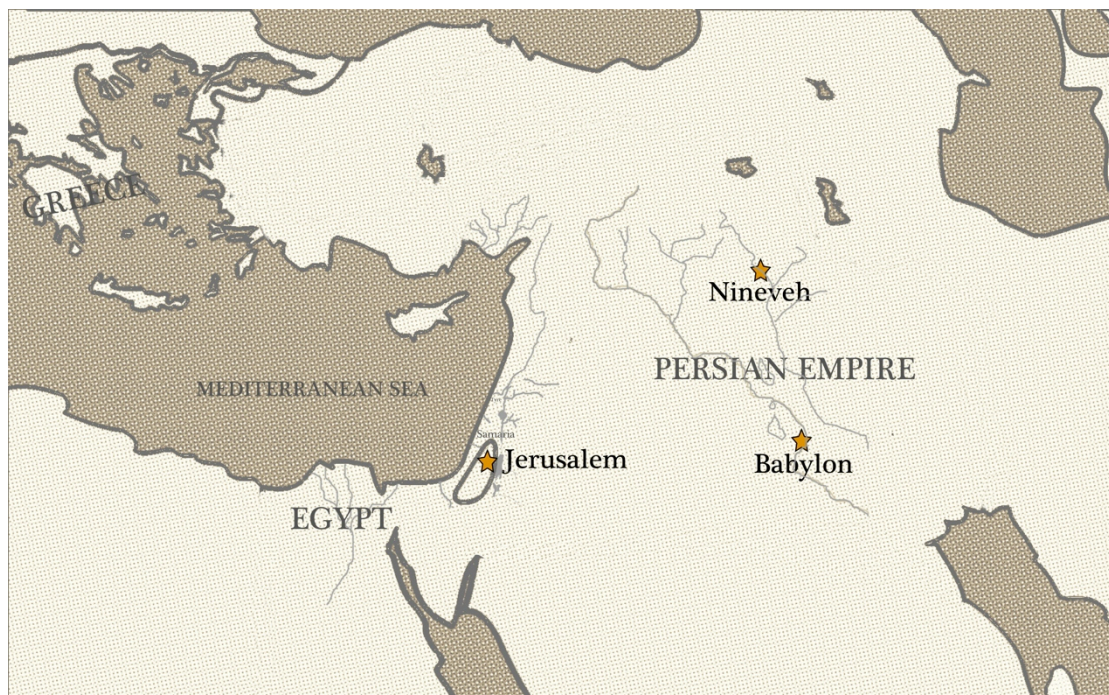 GREECE
Nineveh
PERSIAN EMPIRE
MEDITERRANEAN SEA
Samaria
Jerusalem
Babylon
EGYPT